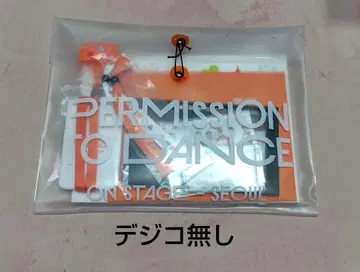 PERMISSION
TO DANCE
ON STAGE - SEOUL
デジコ無し